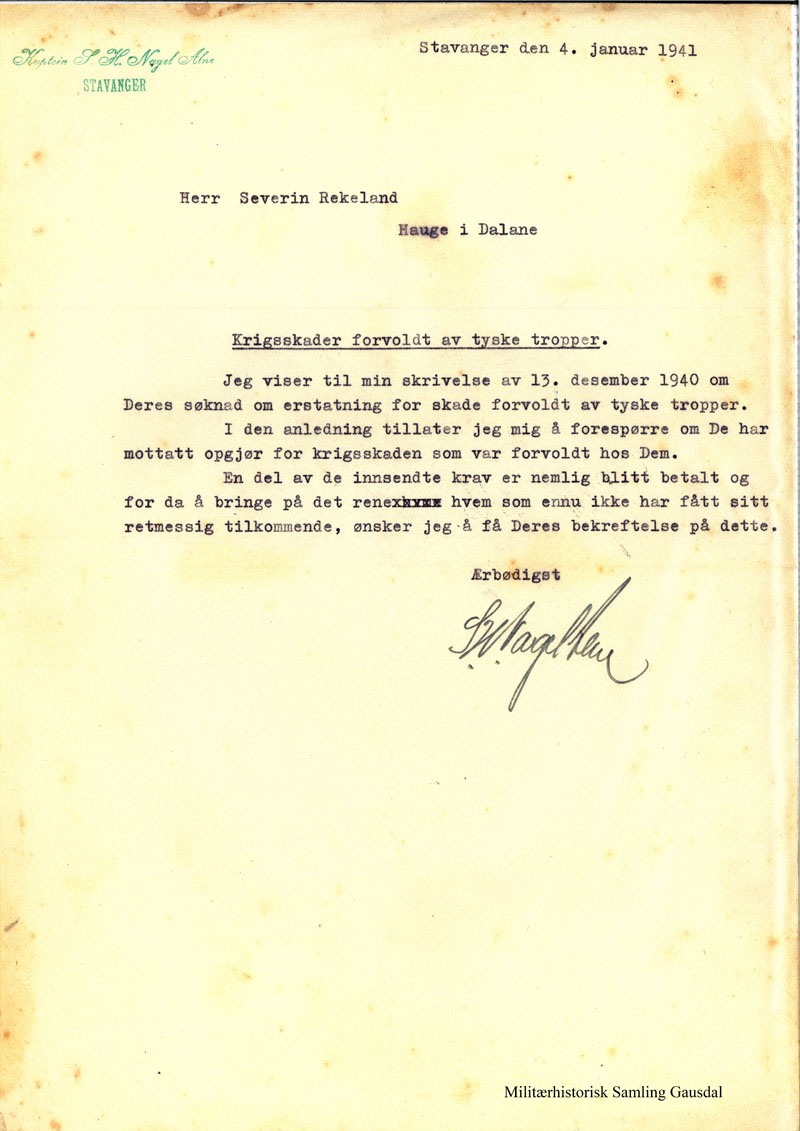 Kaptein S. H. Nagel Alne
STAVANGER
Stavanger den 4. januar 1941
Herr Severin Rekeland
Hauge i Dalane
Krigsskader forvoldt av tyske tropper.
Jeg viser til min skrivelse av 13. desember 1940 om
Deres søknad om erstatning for skade forvoldt av tyske tropper.
I den anledning tillater jeg mig å forespørre om De har
mottatt opgjør for krigsskaden som var forvoldt hos Dem.
En del av de innsendte krav er nemlig blitt betalt og
for da å bringe på det rene hvem som ennu ikke har fått sitt
retmessig tilkommende, ønsker jeg å få Deres bekreftelse på dette.
Ærbødigst
Militærhistorisk Samling Gausdal